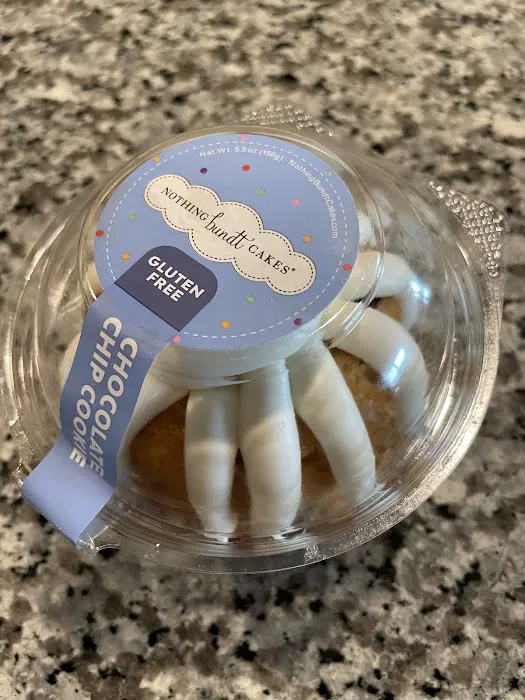 Net Wt. 5.5oz (156g) NothingBundtCakes.com
NOTHING bundt CAKES®
GLUTEN
FREE
CHOCOLATE
CHIP COOKIE